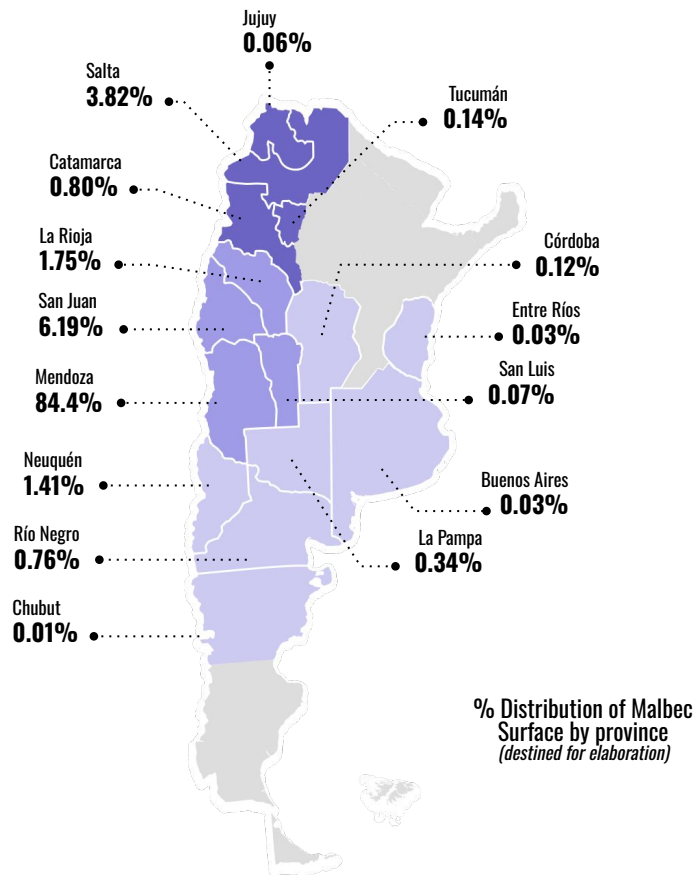 Jujuy
0.06%
Salta
3.82%
Tucumán
0.14%
Catamarca
0.80%
La Rioja
1.75%
Córdoba
0.12%
San Juan
6.19%
Entre Ríos
0.03%
Mendoza
84.4%
San Luis
0.07%
Neuquén
1.41%
Buenos Aires
0.03%
Río Negro
0.76%
La Pampa
0.34%
Chubut
0.01%
% Distribution of Malbec
Surface by province
(destined for elaboration)